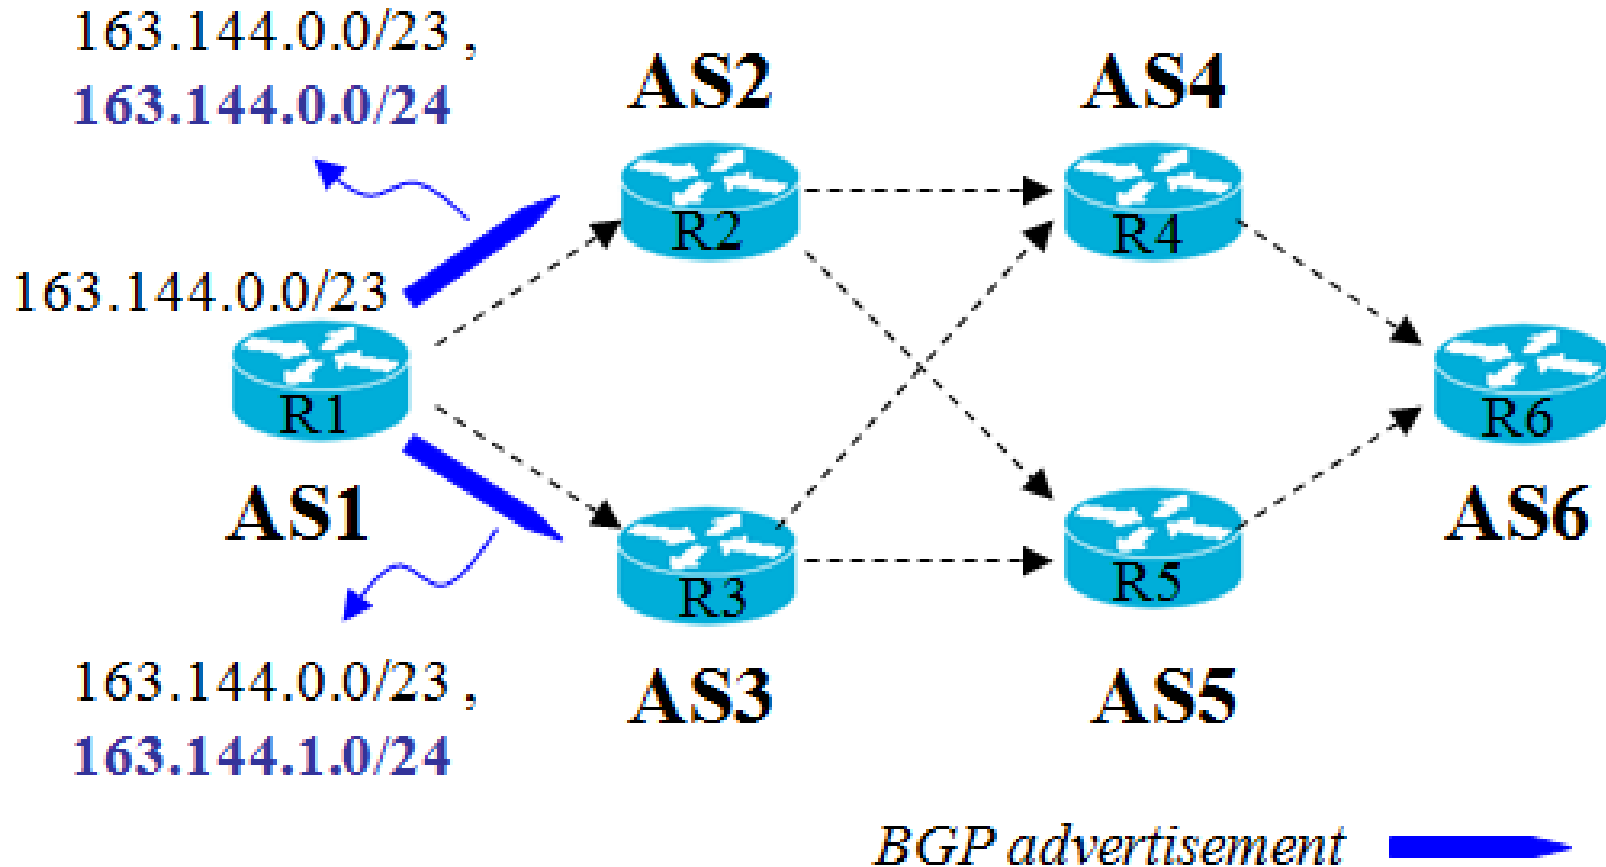 163.144.0.0/23 ,
163.144.0.0/24
AS2
AS4
R2
R4
163.144.0.0/23
R1
R6
AS1
AS6
R3
R5
163.144.0.0/23 ,
163.144.1.0/24
AS3
AS5
BGP advertisement